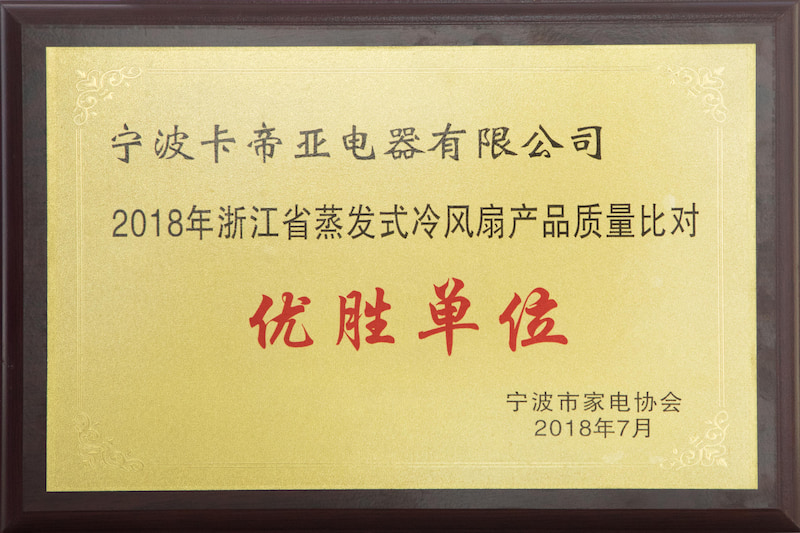 宁波卡帝亚电器有限公司
2018年浙江省蒸发式冷风扇产品质量比对
优胜单位
宁波市家电协会
2018年7月